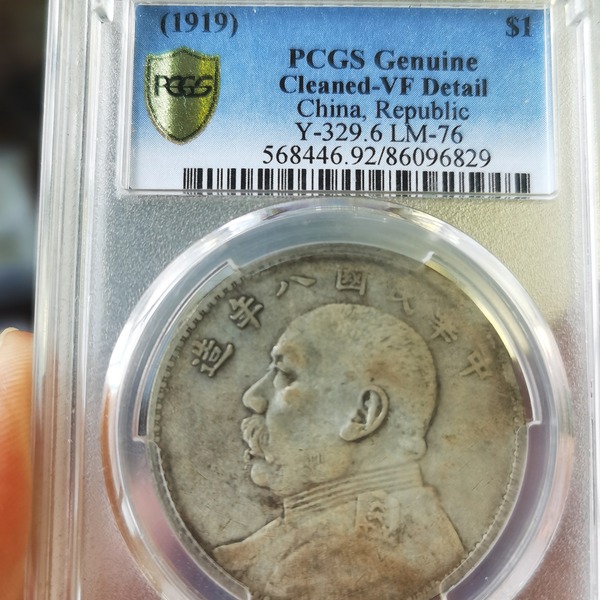 (1919) $1
PCGS
PCGS Genuine
Cleaned-VF Detail
China, Republic
Y-329.6 LM-76
568446.92/86096829
中華民國八年造